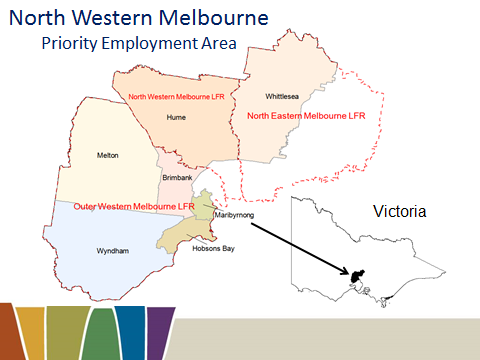 North Western Melbourne
Priority Employment Area
Whittlesea
North Western Melbourne LFR
Hume
North Eastern Melbourne LFR
Melton
Brimbank
Outer Western Melbourne LFR
Maribyrnong
Victoria
Wyndham
Hobsons Bay